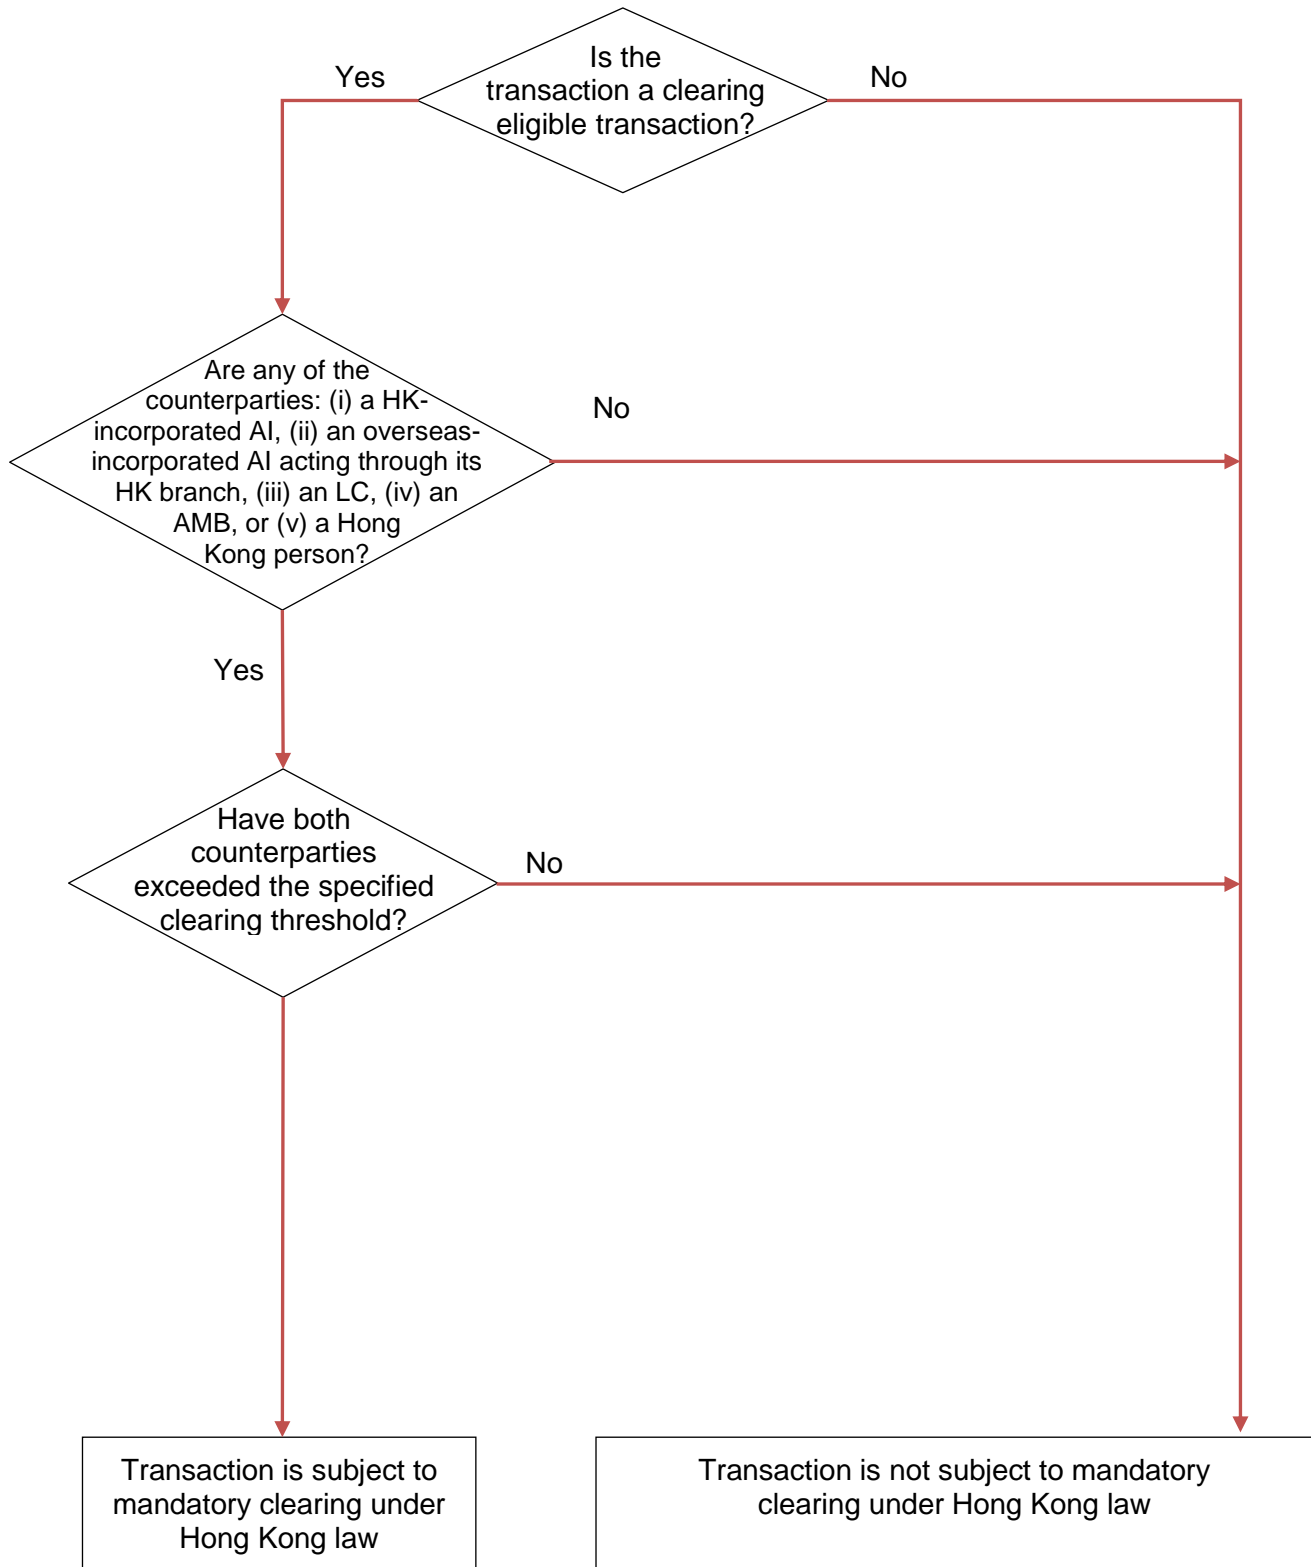 Is the
transaction a clearing
eligible transaction?
Yes
No
Are any of the
counterparties: (i) a HK-
incorporated AI, (ii) an overseas-
incorporated AI acting through its
HK branch, (iii) an LC, (iv) an
AMB, or (v) a Hong
Kong person?
No
Yes
Have both
counterparties
exceeded the specified
clearing threshold?
No
Transaction is subject to
mandatory clearing under
Hong Kong law
Transaction is not subject to mandatory
clearing under Hong Kong law